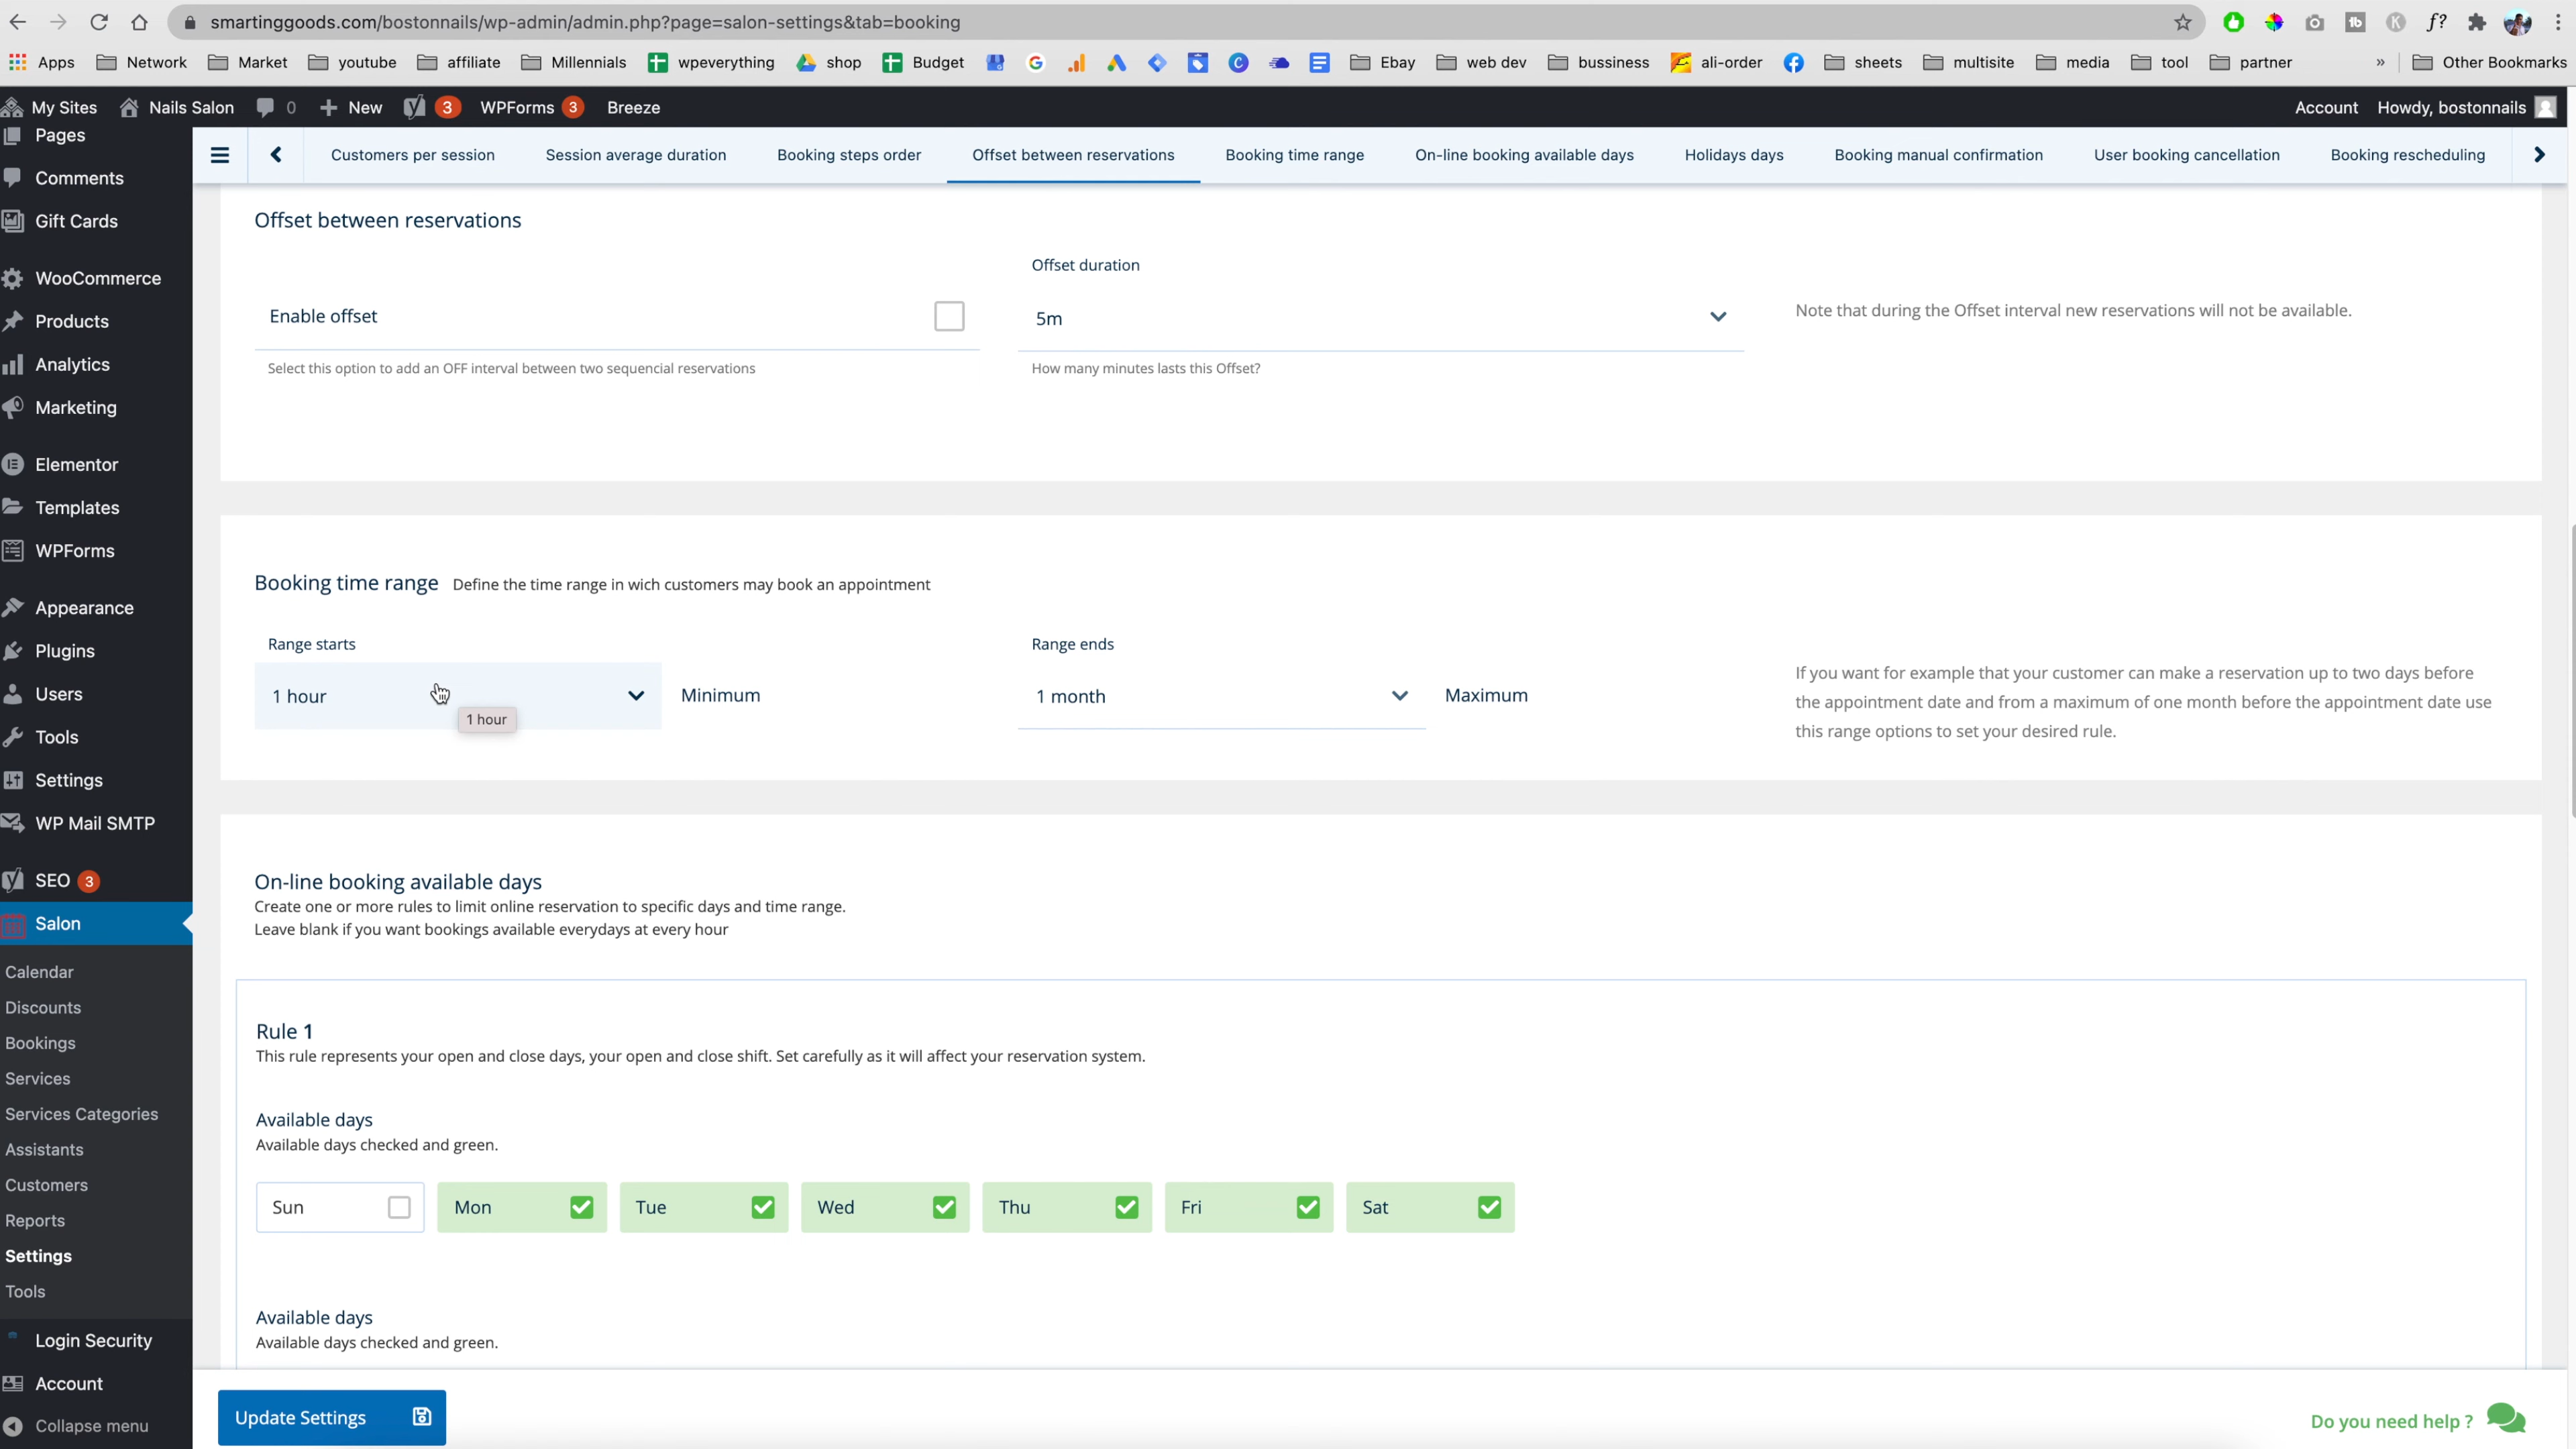 smartinggoods.com/bostonnails/wp-admin/admin.php?page=salon-settings&tab=booking
Apps Network Market youtube affiliate Millennials wpeverything shop Budget Ebay web dev bussiness ali-order sheets multisite media tool partner » Other Bookmarks
My Sites Nails Salon 0 New 3 WPForms 3 Breeze Account Howdy, bostonnails
Pages
Comments
Gift Cards
WooCommerce
Products
Analytics
Marketing
Elementor
Templates
WPForms
Appearance
Plugins
Users
Tools
Settings
WP Mail SMTP
SEO 3
Salon
Calendar
Discounts
Bookings
Services
Services Categories
Assistants
Customers
Reports
Settings
Tools
Login Security
Account
Collapse menu
Customers per session Session average duration Booking steps order Offset between reservations Booking time range On-line booking available days Holidays days Booking manual confirmation User booking cancellation Booking rescheduling
Offset between reservations
Offset duration
Enable offset
5m
Note that during the Offset interval new reservations will not be available.
Select this option to add an OFF interval between two sequencial reservations
How many minutes lasts this Offset?
Booking time range Define the time range in wich customers may book an appointment
Range starts
Range ends
1 hour
Minimum
1 month
Maximum
1 hour
If you want for example that your customer can make a reservation up to two days before
the appointment date and from a maximum of one month before the appointment date use
this range options to set your desired rule.
On-line booking available days
Create one or more rules to limit online reservation to specific days and time range.
Leave blank if you want bookings available everydays at every hour
Rule 1
This rule represents your open and close days, your open and close shift. Set carefully as it will affect your reservation system.
Available days
Available days checked and green.
Sun Mon Tue Wed Thu Fri Sat
Available days
Available days checked and green.
Update Settings
Do you need help ?